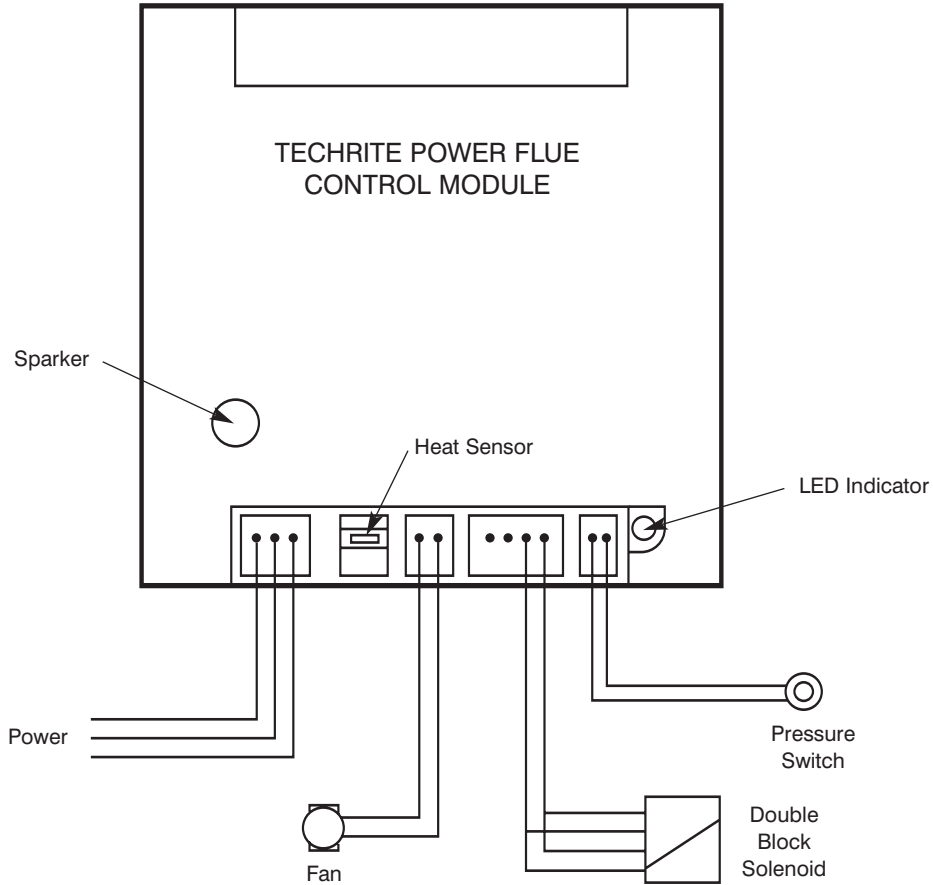 TECHRITE POWER FLUE
CONTROL MODULE
Sparker
Heat Sensor
LED Indicator
Power
Pressure
Switch
Fan
Double
Block
Solenoid